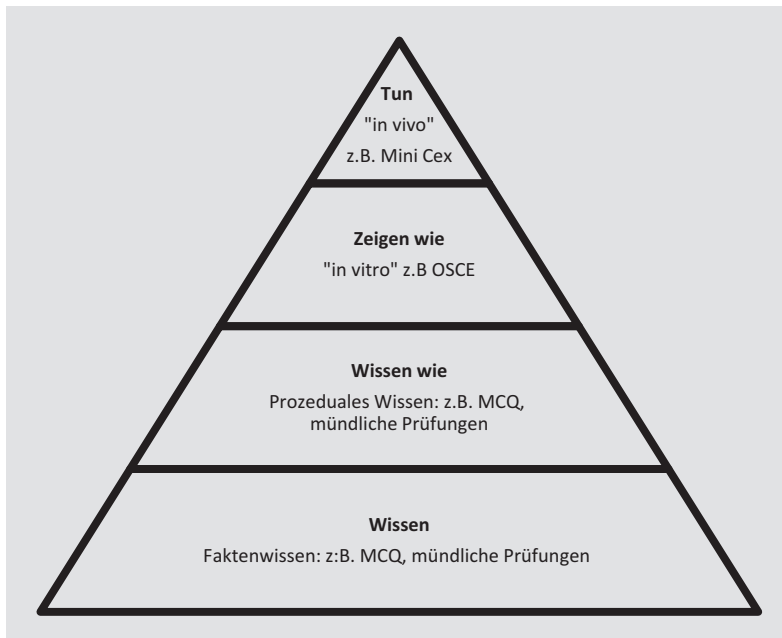 Tun
"in vivo"
z.B. Mini Cex
Zeigen wie
"in vitro" z.B OSCE
Wissen wie
Prozeduales Wissen: z.B. MCQ,
mündliche Prüfungen
Wissen
Faktenwissen: z:B. MCQ, mündliche Prüfungen